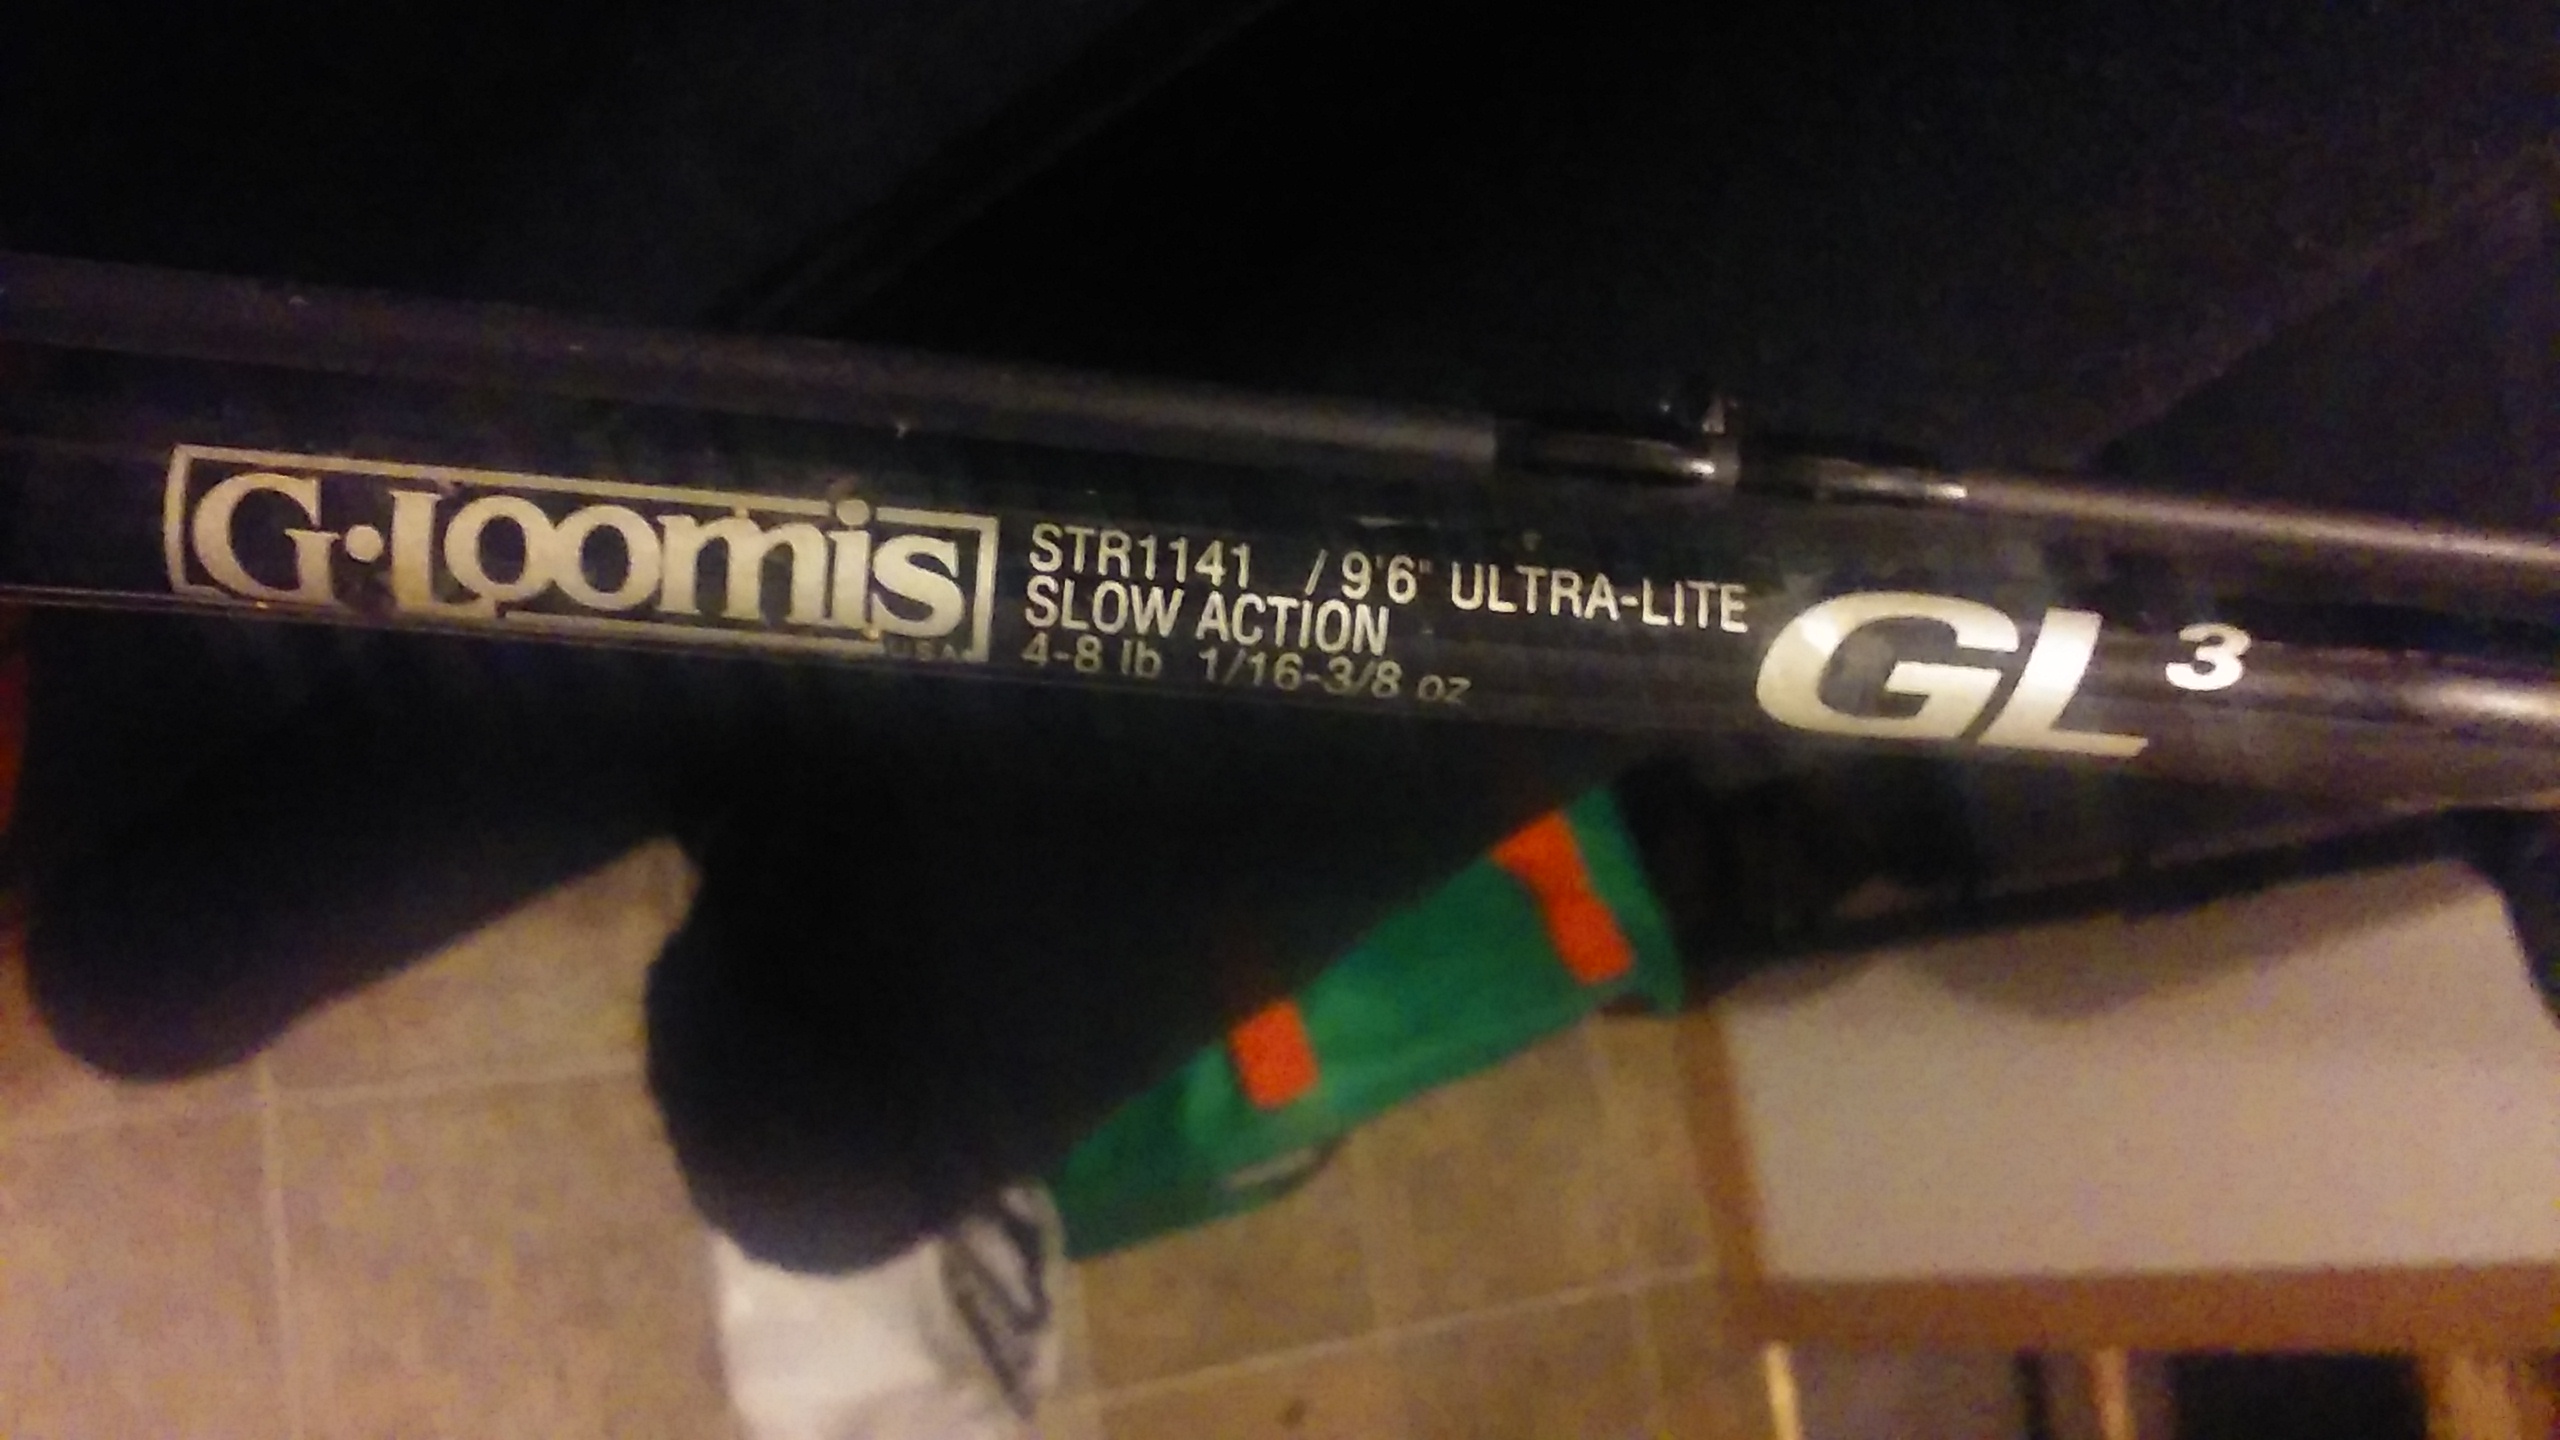 G·Loomis
USA
STR1141 / 9'6" ULTRA-LITE
SLOW ACTION
4-8 lb 1/16-3/8 oz
GL3